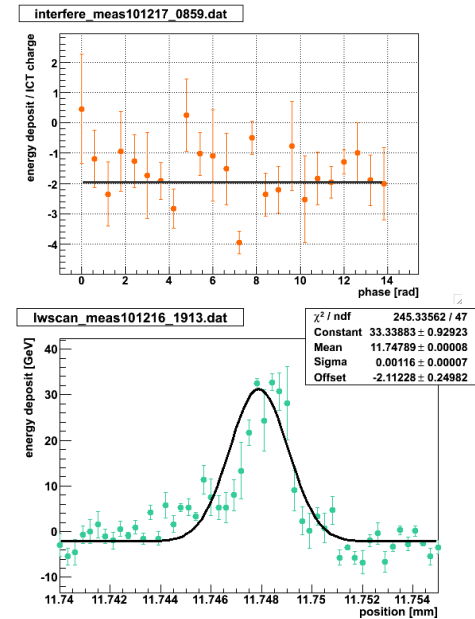 interfere_meas101217_0859.dat
energy deposit / ICT charge
2
1
0
-1
-2
-3
-4
0 2 4 6 8 10 12 14
phase [rad]
lwscan_meas101216_1913.dat
χ² / ndf 245.33562 / 47
Constant 33.33883 ± 0.92923
Mean 11.74789 ± 0.00008
Sigma 0.00116 ± 0.00007
Offset -2.11228 ± 0.24982
energy deposit [GeV]
40
30
20
10
0
-10
11.74 11.742 11.744 11.746 11.748 11.75 11.752 11.754
position [mm]